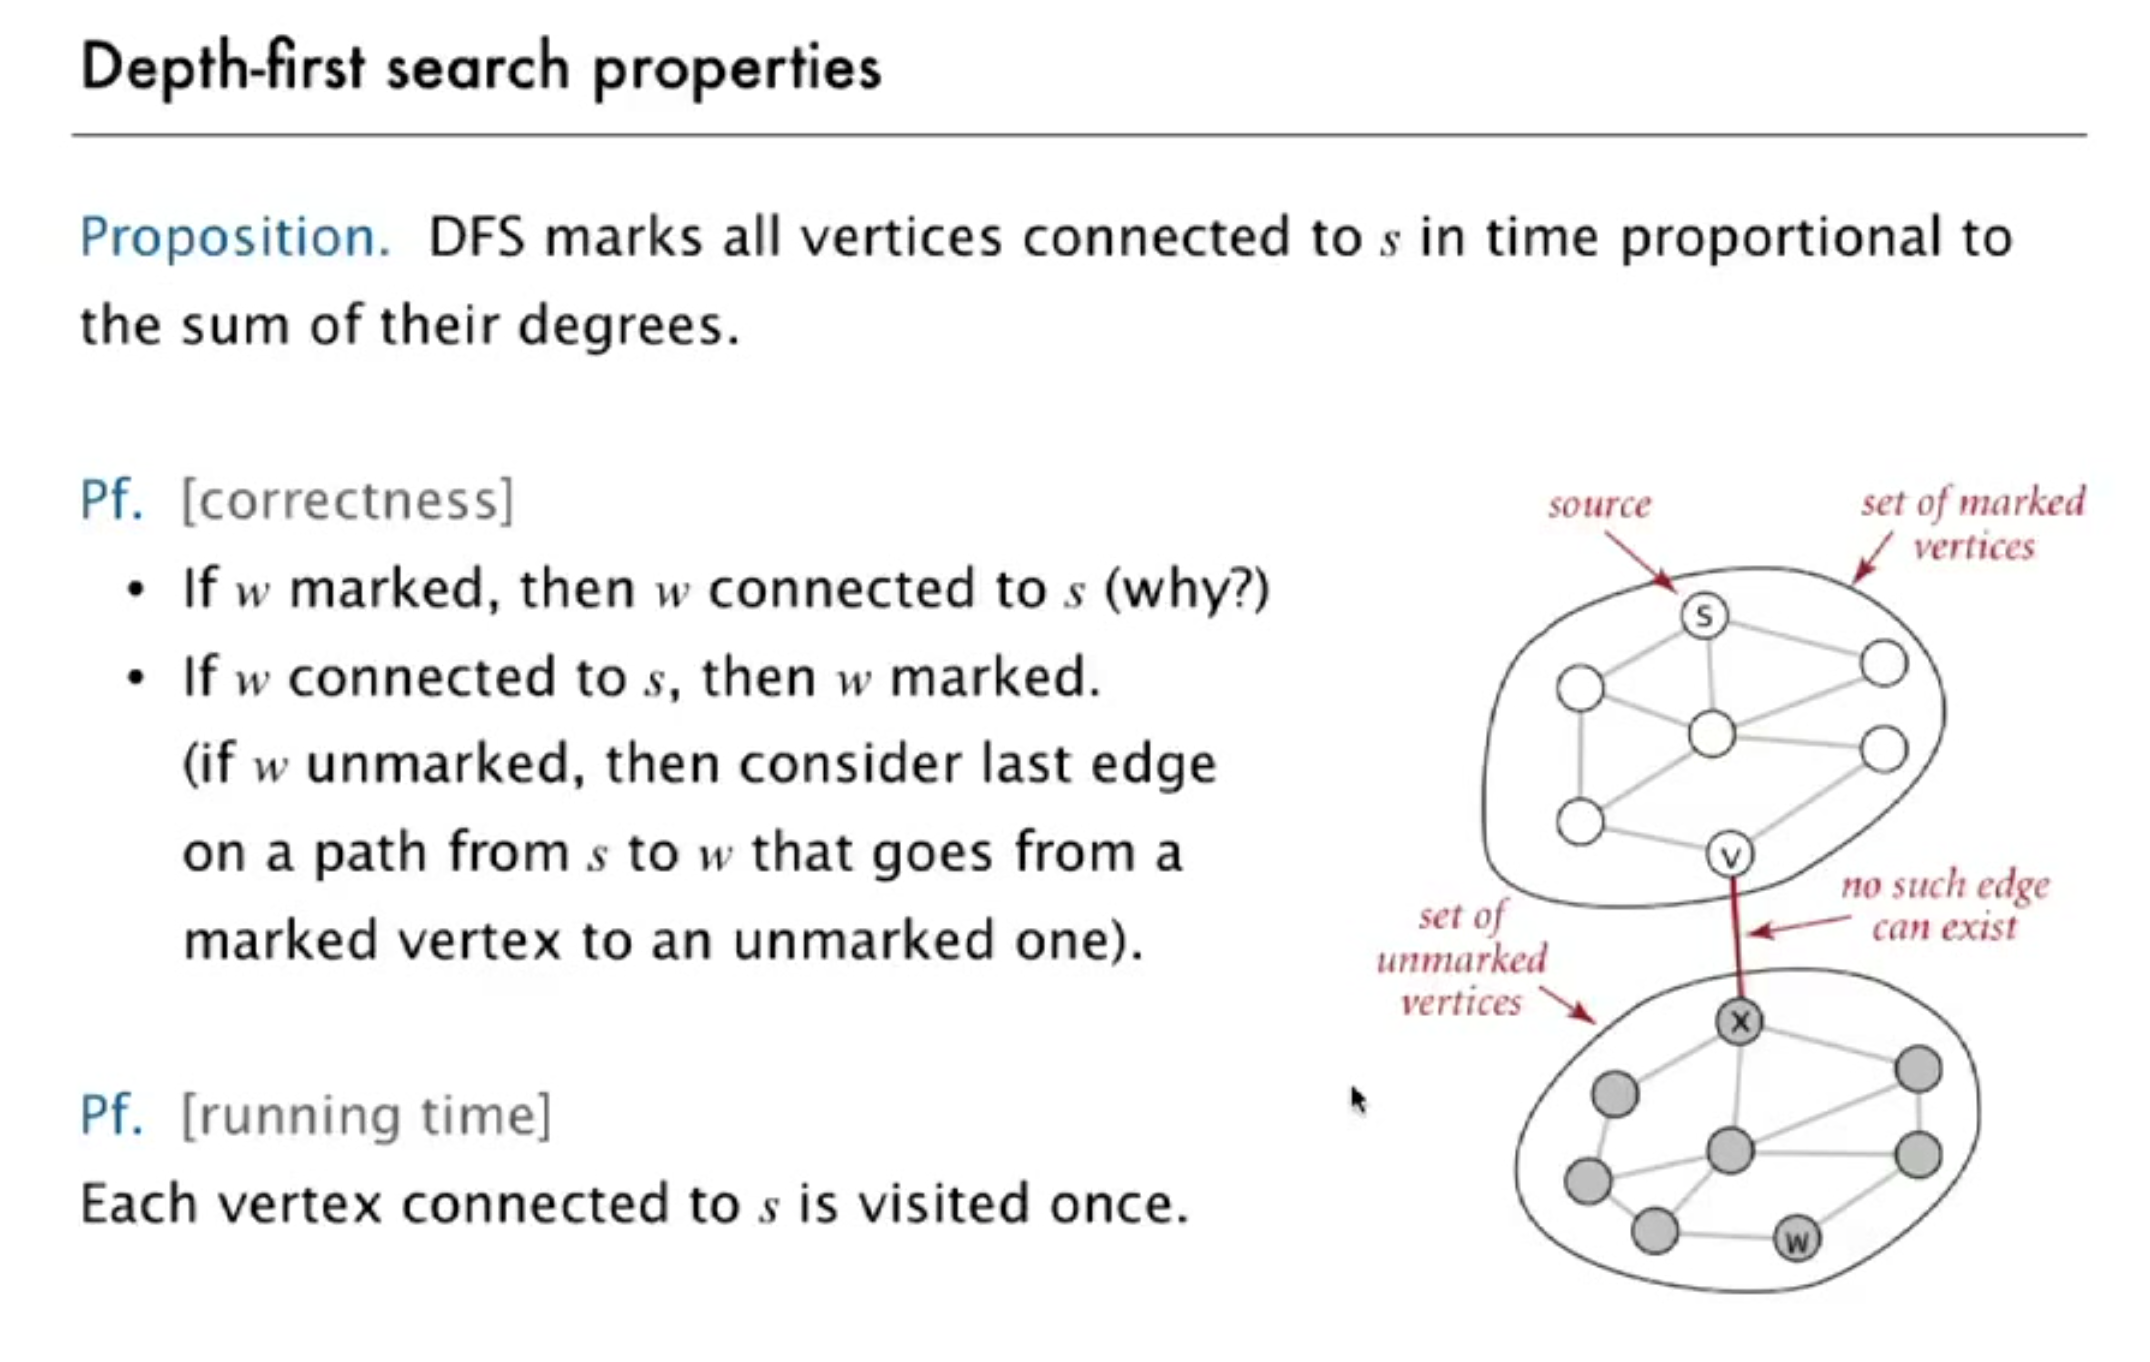 Depth-first search properties
Proposition. DFS marks all vertices connected to s in time proportional to
the sum of their degrees.
Pf. [correctness]
• If w marked, then w connected to s (why?)
• If w connected to s, then w marked.
(if w unmarked, then consider last edge
on a path from s to w that goes from a
marked vertex to an unmarked one).
Pf. [running time]
Each vertex connected to s is visited once.
source
set of marked
vertices
s
v
no such edge
can exist
set of
unmarked
vertices
x
w